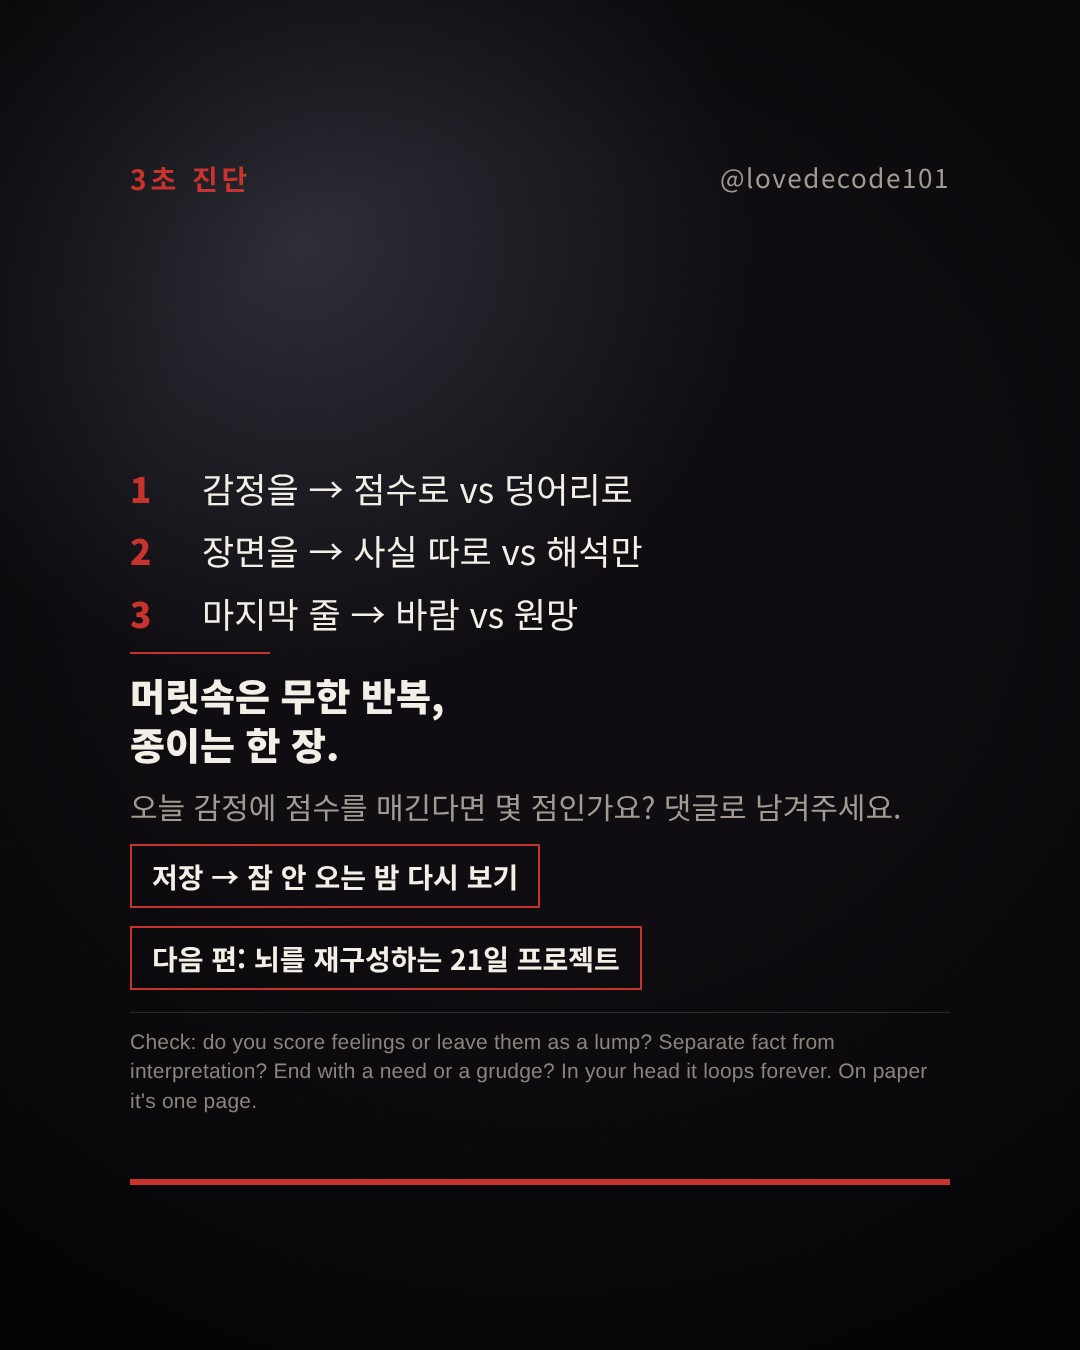 3초 진단
@lovedecode101
1 감정을 → 점수로 vs 덩어리로
2 장면을 → 사실 따로 vs 해석만
3 마지막 줄 → 바람 vs 원망
머릿속은 무한 반복,
종이는 한 장.
오늘 감정에 점수를 매긴다면 몇 점인가요? 댓글로 남겨주세요.
저장 → 잠 안 오는 밤 다시 보기
다음 편: 뇌를 재구성하는 21일 프로젝트
Check: do you score feelings or leave them as a lump? Separate fact from
interpretation? End with a need or a grudge? In your head it loops forever. On paper
it's one page.